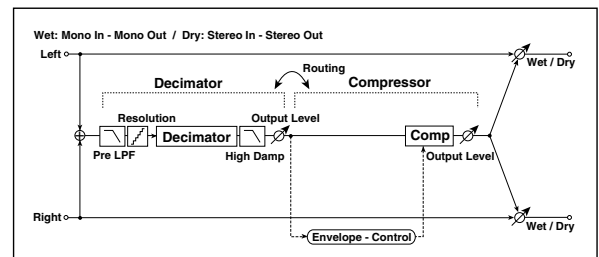 Wet: Mono In - Mono Out / Dry: Stereo In - Stereo Out
Left
Wet / Dry
Routing
Decimator
Compressor
Resolution
Output Level
Decimator
Comp
Pre LPF
High Damp
Output Level
Right
Wet / Dry
Envelope - Control